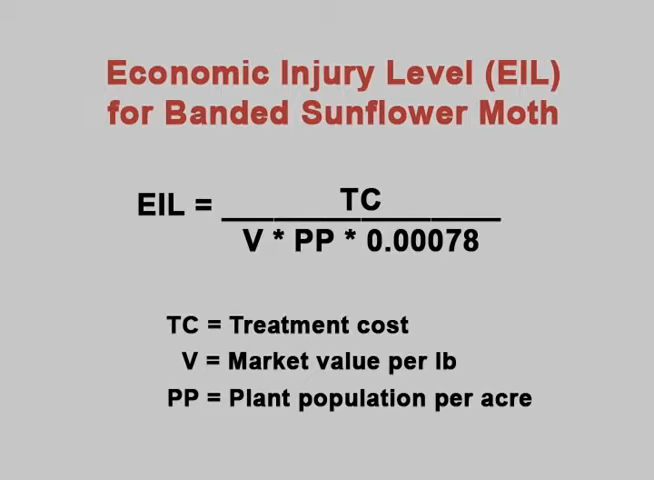 Economic Injury Level (EIL)
for Banded Sunflower Moth
EIL = TC
V * PP * 0.00078
TC = Treatment cost
V = Market value per lb
PP = Plant population per acre